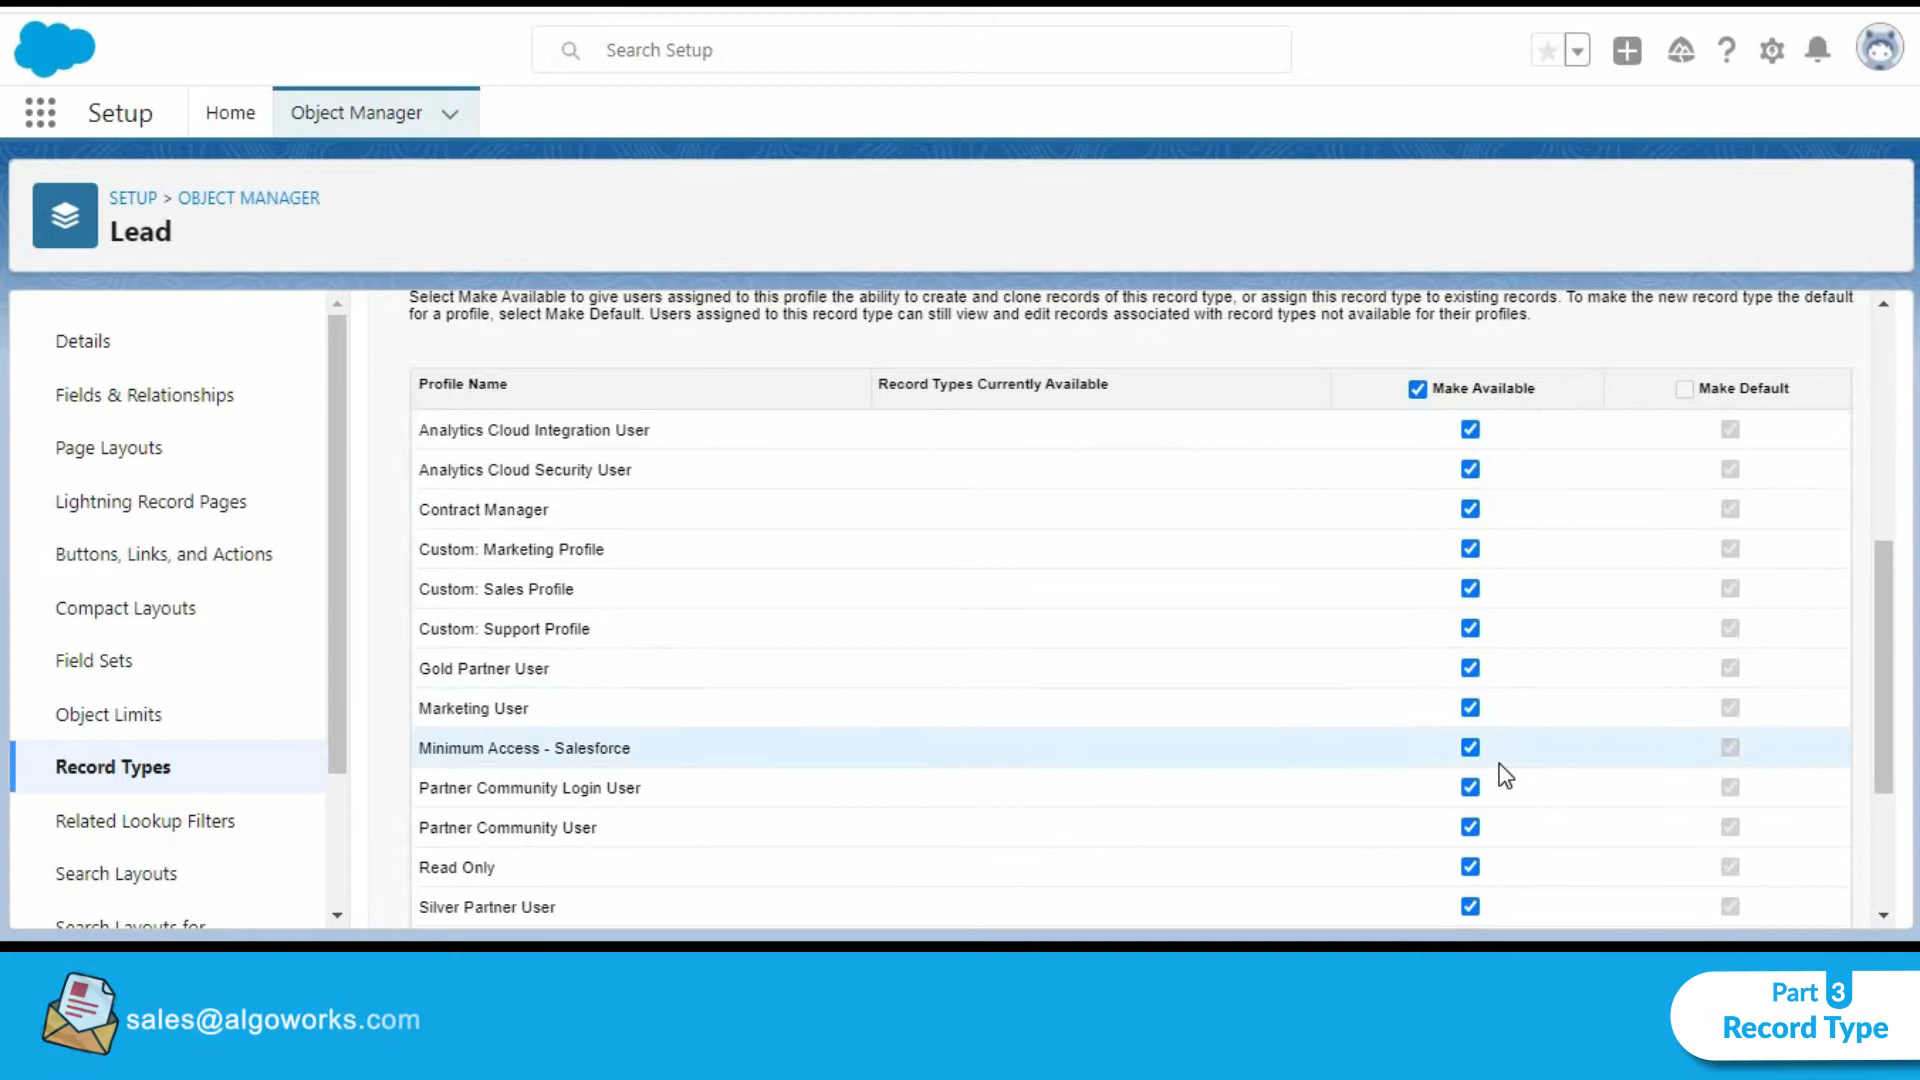 Search Setup
Setup
Home
Object Manager
SETUP > OBJECT MANAGER
Lead
Details
Fields & Relationships
Page Layouts
Lightning Record Pages
Buttons, Links, and Actions
Compact Layouts
Field Sets
Object Limits
Record Types
Related Lookup Filters
Search Layouts
Search Layouts for
Select Make Available to give users assigned to this profile the ability to create and clone records of this record type, or assign this record type to existing records. To make the new record type the default
for a profile, select Make Default. Users assigned to this record type can still view and edit records associated with record types not available for their profiles.
Profile Name Record Types Currently Available Make Available Make Default
Analytics Cloud Integration User
Analytics Cloud Security User
Contract Manager
Custom: Marketing Profile
Custom: Sales Profile
Custom: Support Profile
Gold Partner User
Marketing User
Minimum Access - Salesforce
Partner Community Login User
Partner Community User
Read Only
Silver Partner User
sales@algoworks.com
Part 3
Record Type